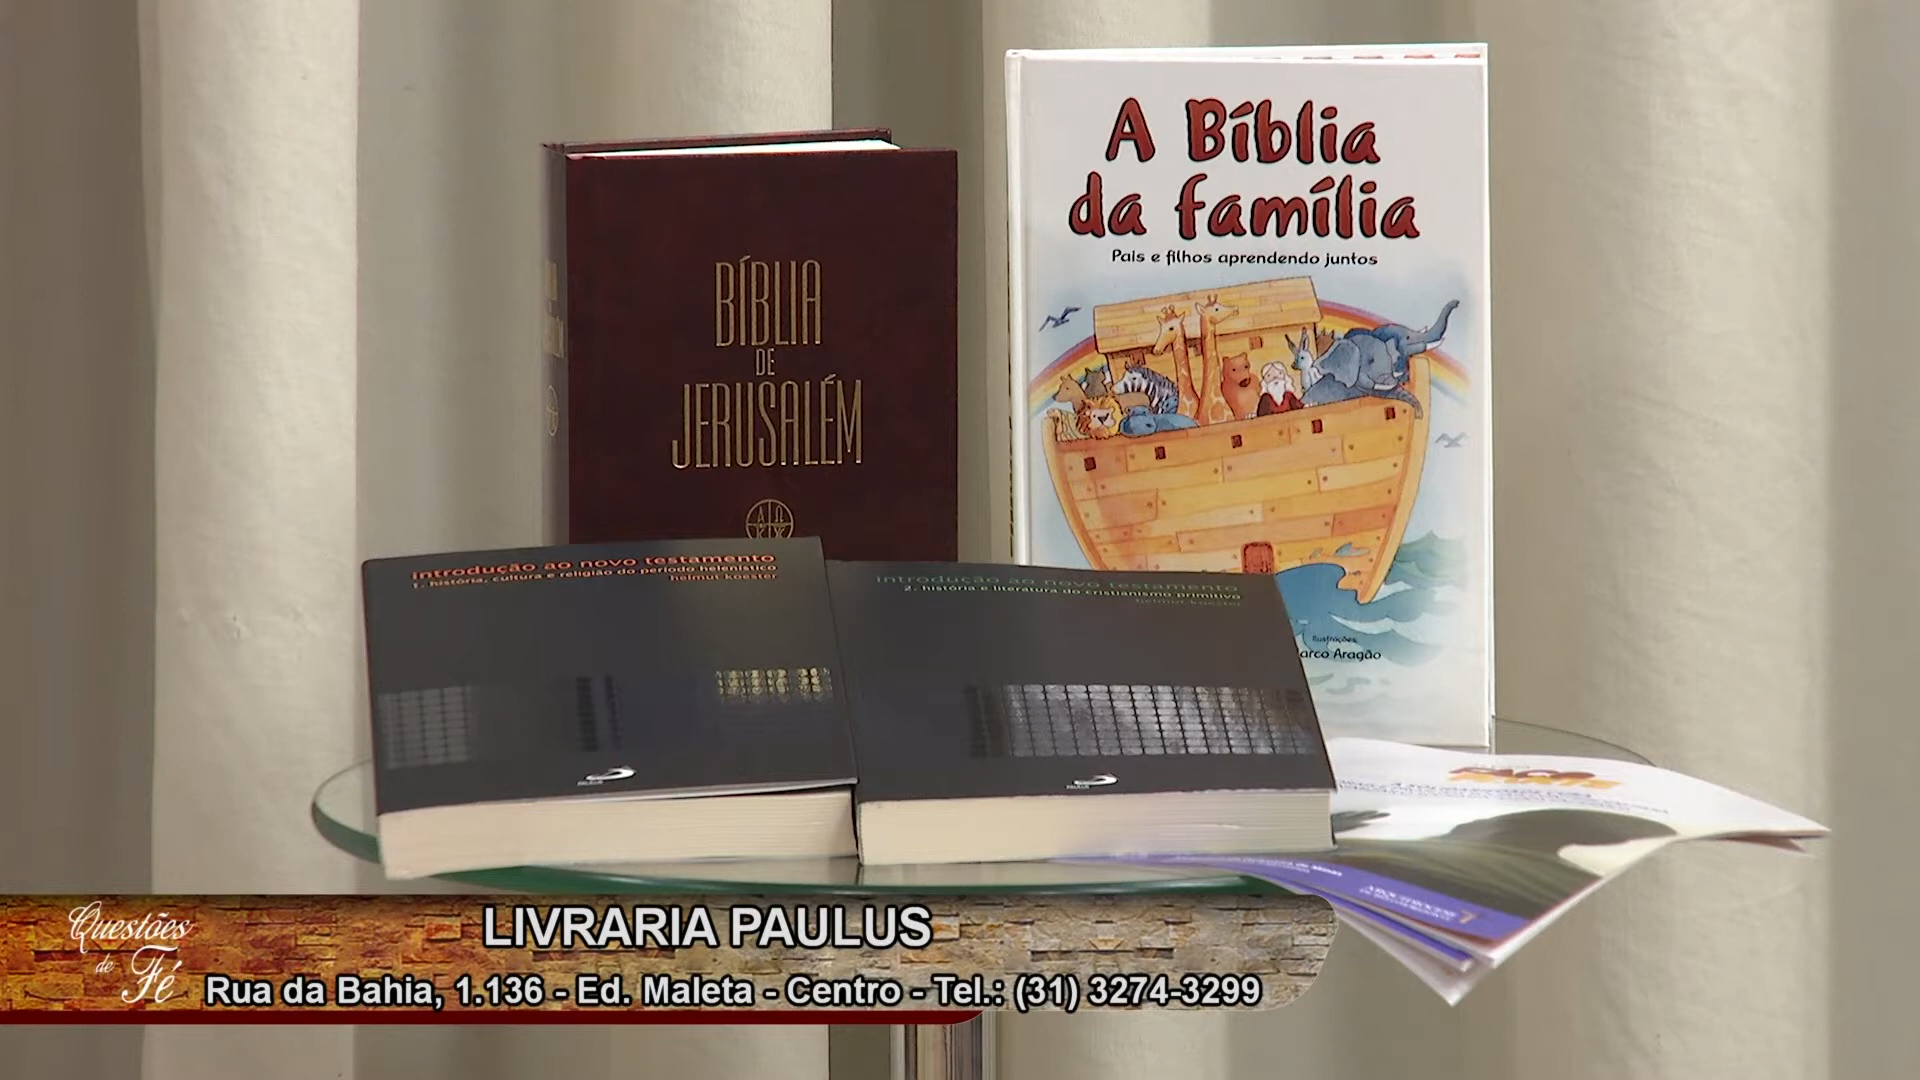 A Bíblia
da família
Pais e filhos aprendendo juntos
BÍBLIA
DE
JERUSALÉM
introdução ao novo testamento
1. história, cultura e religião do período helenístico
helmut koester
introdução ao novo testamento
2. história e literatura do cristianismo primitivo
helmut koester
Ilustrações
arco Aragão
PAULUS
PAULUS
Questões
de
Fé
LIVRARIA PAULUS
Rua da Bahia, 1.136 - Ed. Maleta - Centro - Tel.: (31) 3274-3299